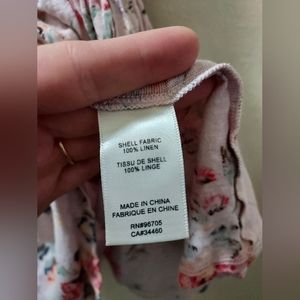 SHELL FABRIC
100% LINEN
TISSU DE SHELL
100% LINGE
MADE IN CHINA
FABRIQUE EN CHINE
RN#96705
CA#34460